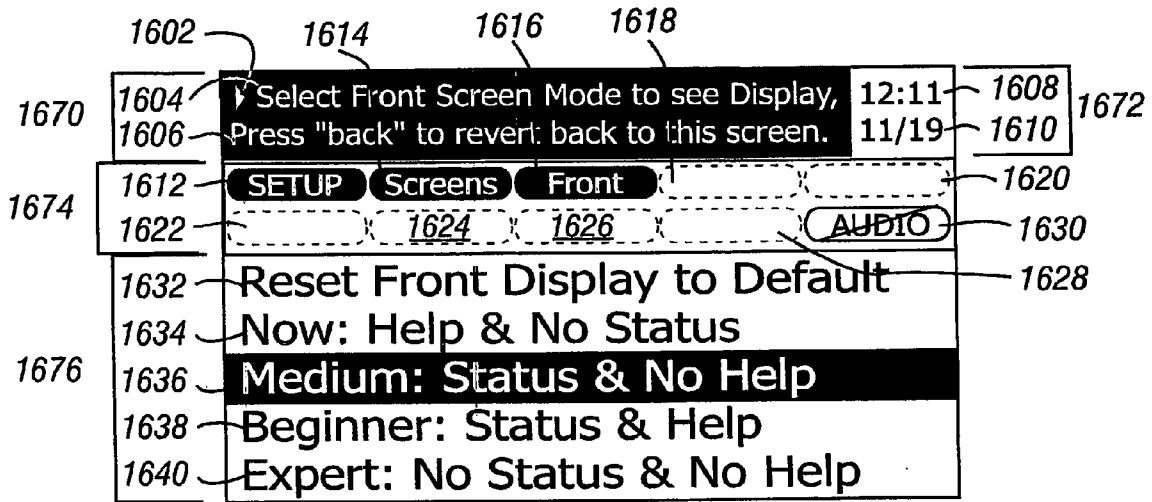 1602 1614 1616 1618
1670 1604 Select Front Screen Mode to see Display, 12:11 1608 1672
1606 Press "back" to revert back to this screen. 11/19 1610
1674 1612 SETUP Screens Front 1620
1622 1624 1626 AUDIO 1630
1632 Reset Front Display to Default 1628
1634 Now: Help & No Status
1676 1636 Medium: Status & No Help
1638 Beginner: Status & Help
1640 Expert: No Status & No Help